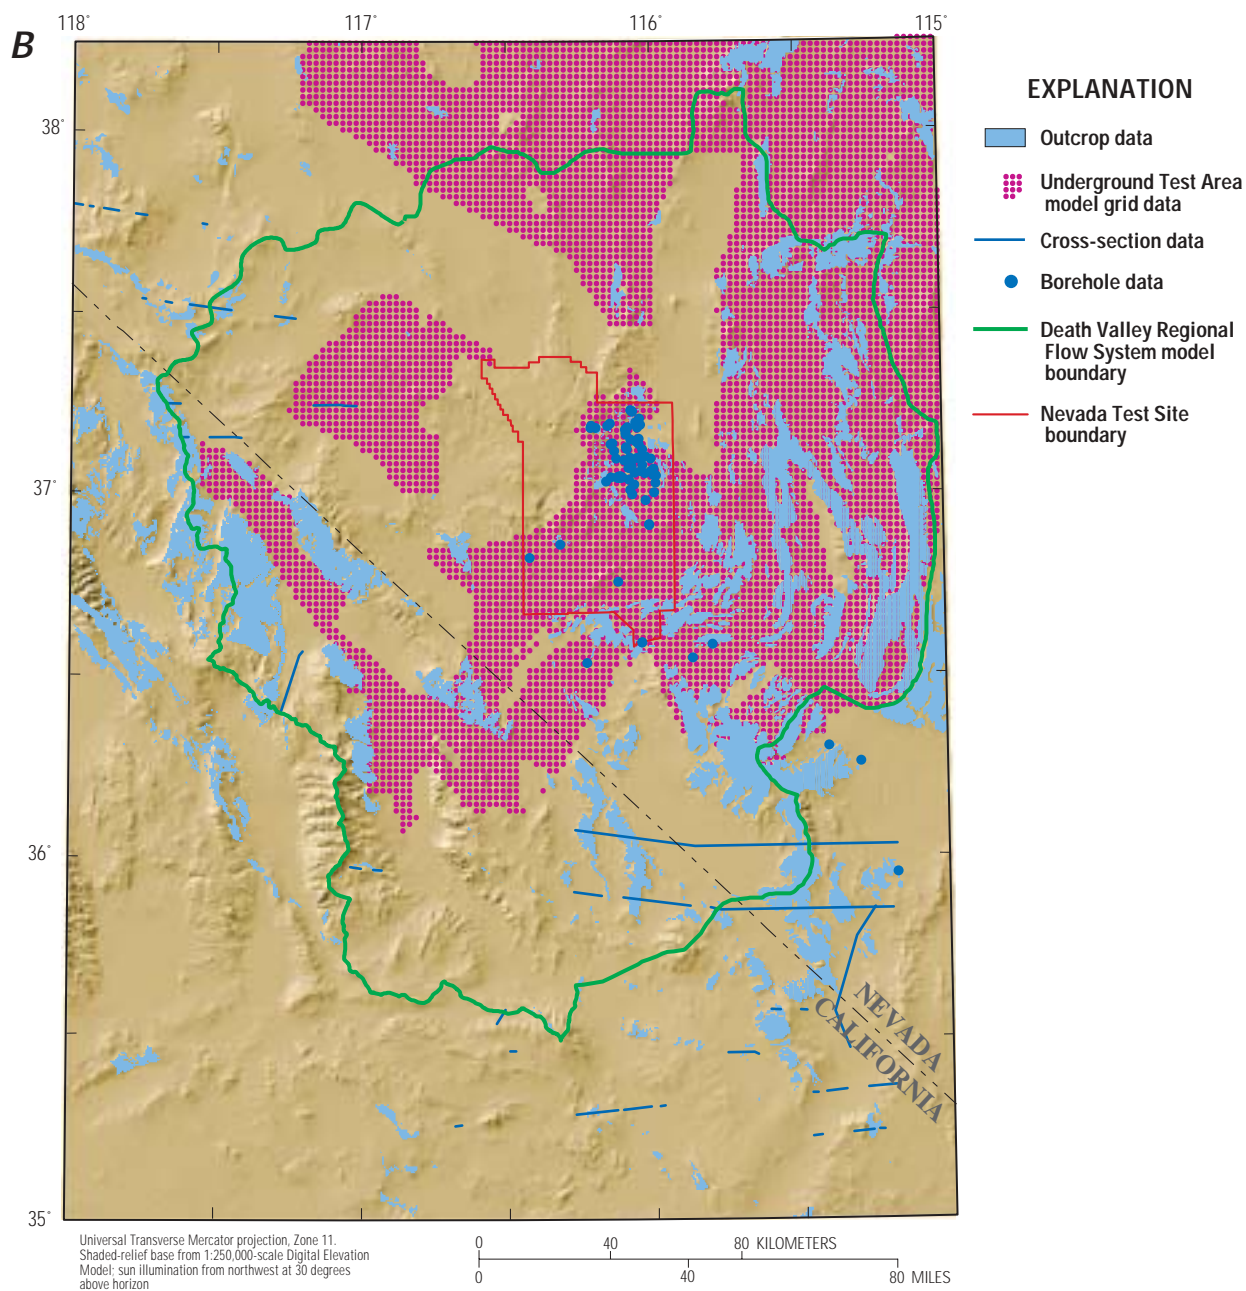 B
118°
117°
116°
115°
38°
37°
36°
35°
NEVADA
CALIFORNIA
EXPLANATION
Outcrop data
Underground Test Area
model grid data
Cross-section data
Borehole data
Death Valley Regional
Flow System model
boundary
Nevada Test Site
boundary
Universal Transverse Mercator projection, Zone 11.
Shaded-relief base from 1:250,000-scale Digital Elevation
Model; sun illumination from northwest at 30 degrees
above horizon
0 40 80 KILOMETERS
0 40 80 MILES